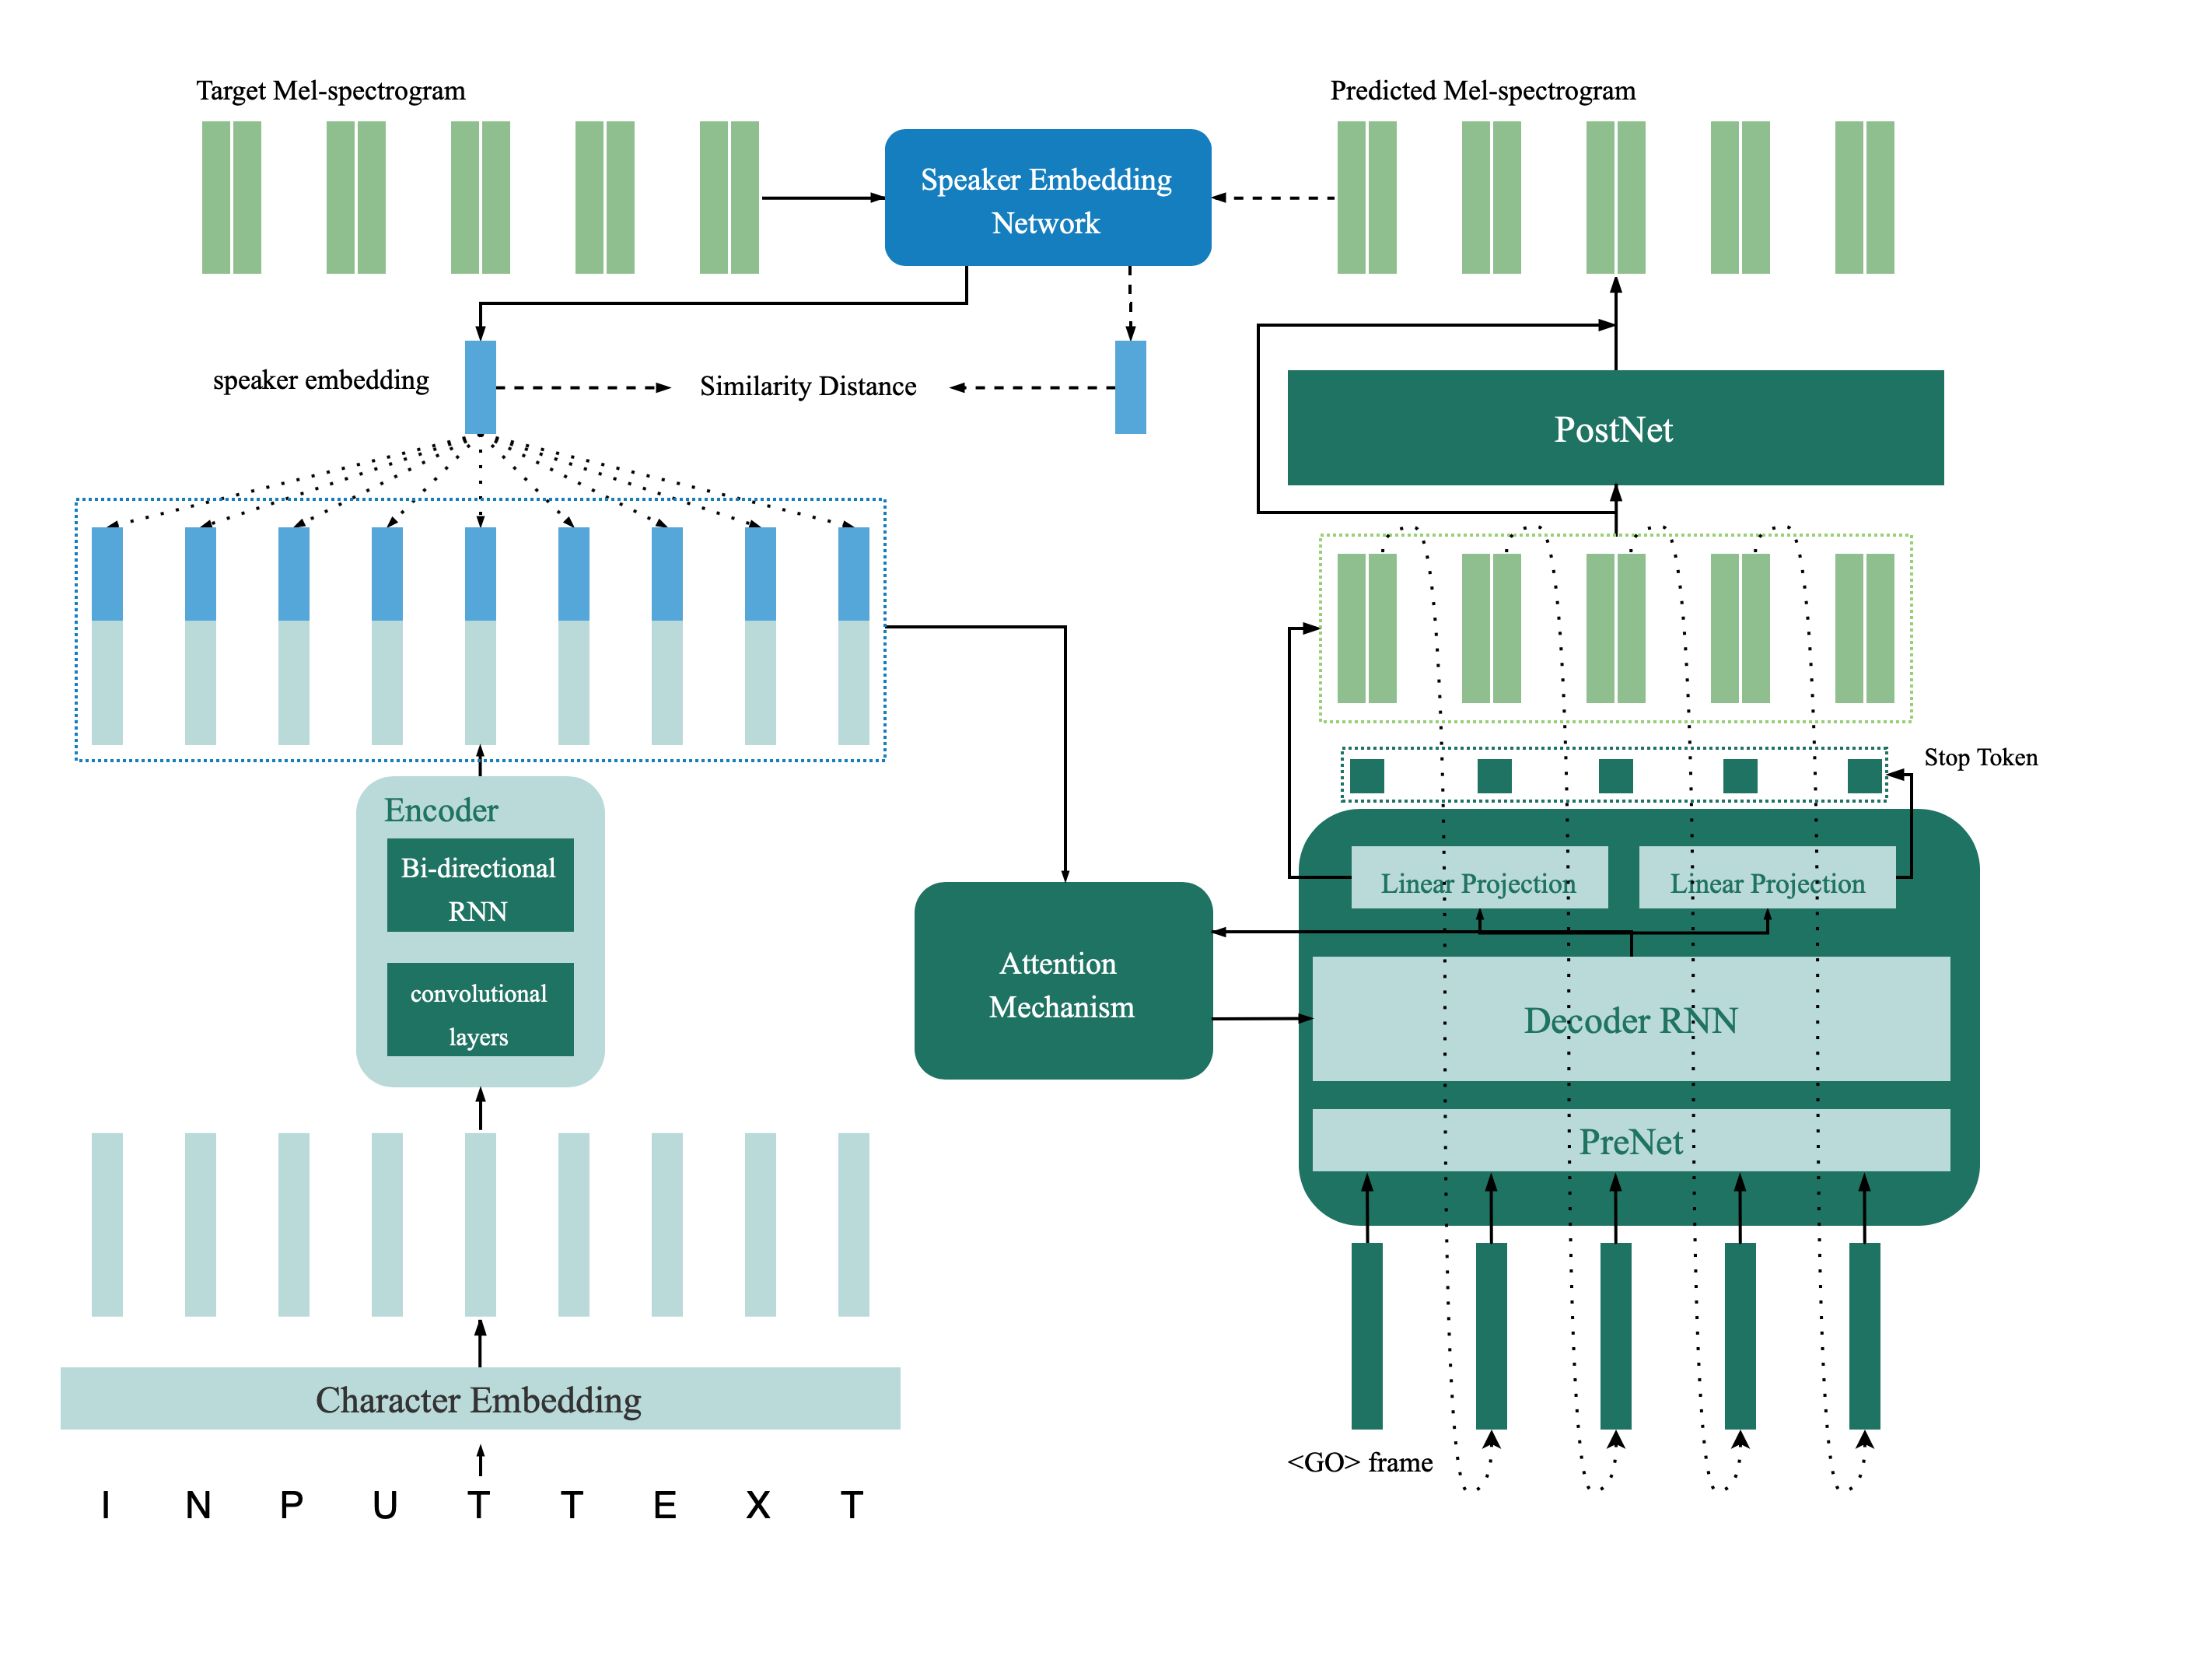 Target Mel-spectrogram
Predicted Mel-spectrogram
Speaker Embedding
Network
speaker embedding
Similarity Distance
PostNet
Stop Token
Encoder
Bi-directional
RNN
convolutional
layers
Linear Projection
Linear Projection
Attention
Mechanism
Decoder RNN
PreNet
Character Embedding
<GO> frame
I N P U T T E X T